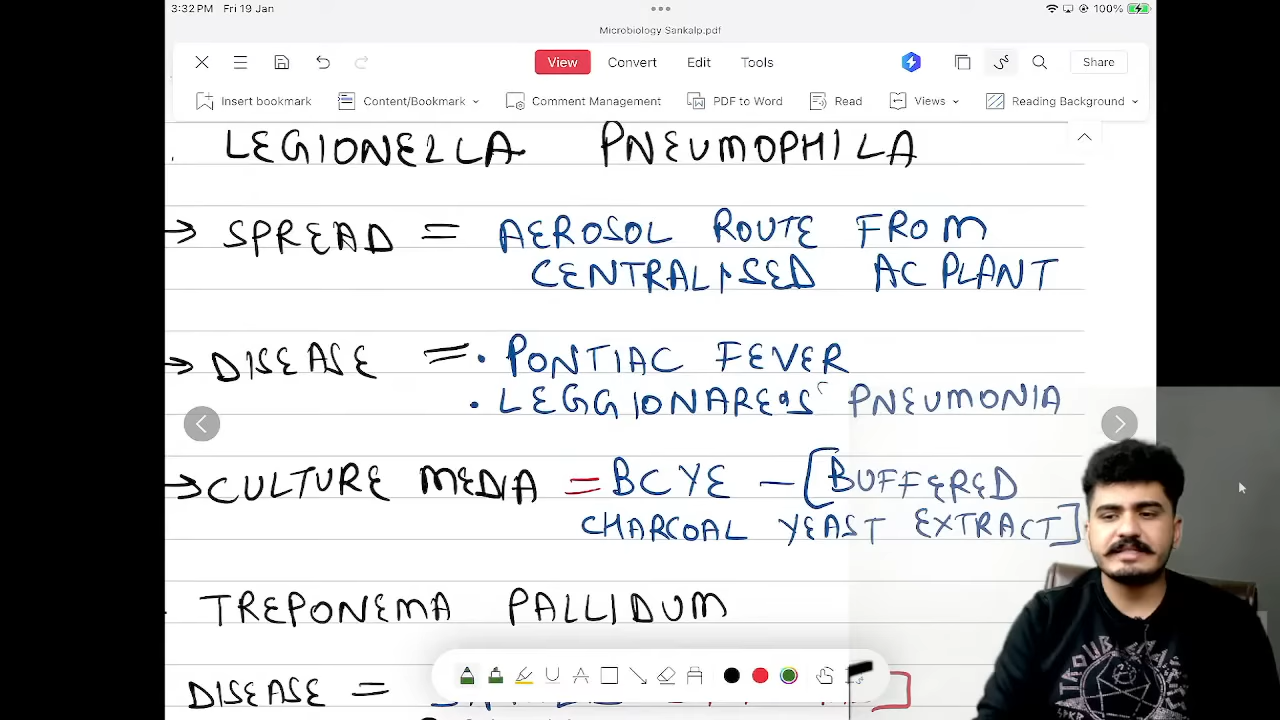 3:32 PM Fri 19 Jan
100%
Microbiology Sankalp.pdf
View Convert Edit Tools Share
Insert bookmark Content/Bookmark Comment Management PDF to Word Read Views Reading Background
LEGIONELLA PNEUMOPHILA
→ SPREAD = AEROSOL ROUTE FROM
CENTRALISED AC PLANT
→ DISEASE = • PONTIAC FEVER
• LEGGIONAREAS' PNEUMONIA
→ CULTURE MEDIA = BCYE – [BUFFERED
CHARCOAL YEAST EXTRACT]
TREPONEMA PALLIDUM
DISEASE =